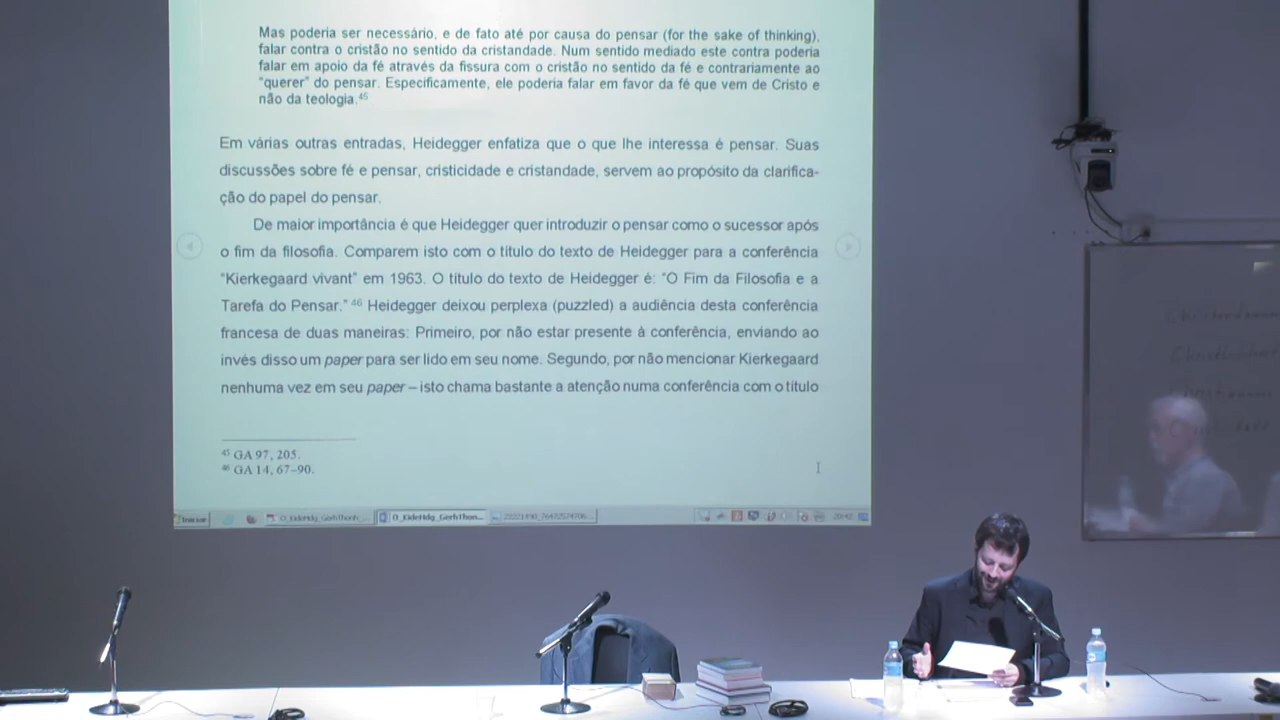 Mas poderia ser necessário, e de fato até por causa do pensar (for the sake of thinking),
falar contra o cristão no sentido da cristandade. Num sentido mediado este contra poderia
falar em apoio da fé através da fissura com o cristão no sentido da fé e contrariamente ao
“querer” do pensar. Especificamente, ele poderia falar em favor da fé que vem de Cristo e
não da teologia.⁴⁵
Em várias outras entradas, Heidegger enfatiza que o que lhe interessa é pensar. Suas
discussões sobre fé e pensar, cristicidade e cristandade, servem ao propósito da clarifica-
ção do papel do pensar.
De maior importância é que Heidegger quer introduzir o pensar como o sucessor após
o fim da filosofia. Comparem isto com o título do texto de Heidegger para a conferência
“Kierkegaard vivant” em 1963. O título do texto de Heidegger é: “O Fim da Filosofia e a
Tarefa do Pensar.” ⁴⁶ Heidegger deixou perplexa (puzzled) a audiência desta conferência
francesa de duas maneiras: Primeiro, por não estar presente à conferência, enviando ao
invés disso um paper para ser lido em seu nome. Segundo, por não mencionar Kierkegaard
nenhuma vez em seu paper – isto chama bastante a atenção numa conferência com o título
⁴⁵ GA 97, 205.
⁴⁶ GA 14, 67–90.
Iniciar 20:42